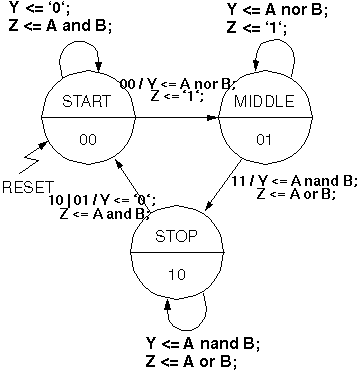 Y <= ‘0‘;
Z <= A and B;
Y <= A nor B;
Z <= ‘1‘;
START
00
00 / Y <= A nor B;
Z <= ‘1‘;
MIDDLE
01
RESET
10 | 01 / Y <= ‘0‘;
Z <= A and B;
11 / Y <= A nand B;
Z <= A or B;
STOP
10
Y <= A nand B;
Z <= A or B;